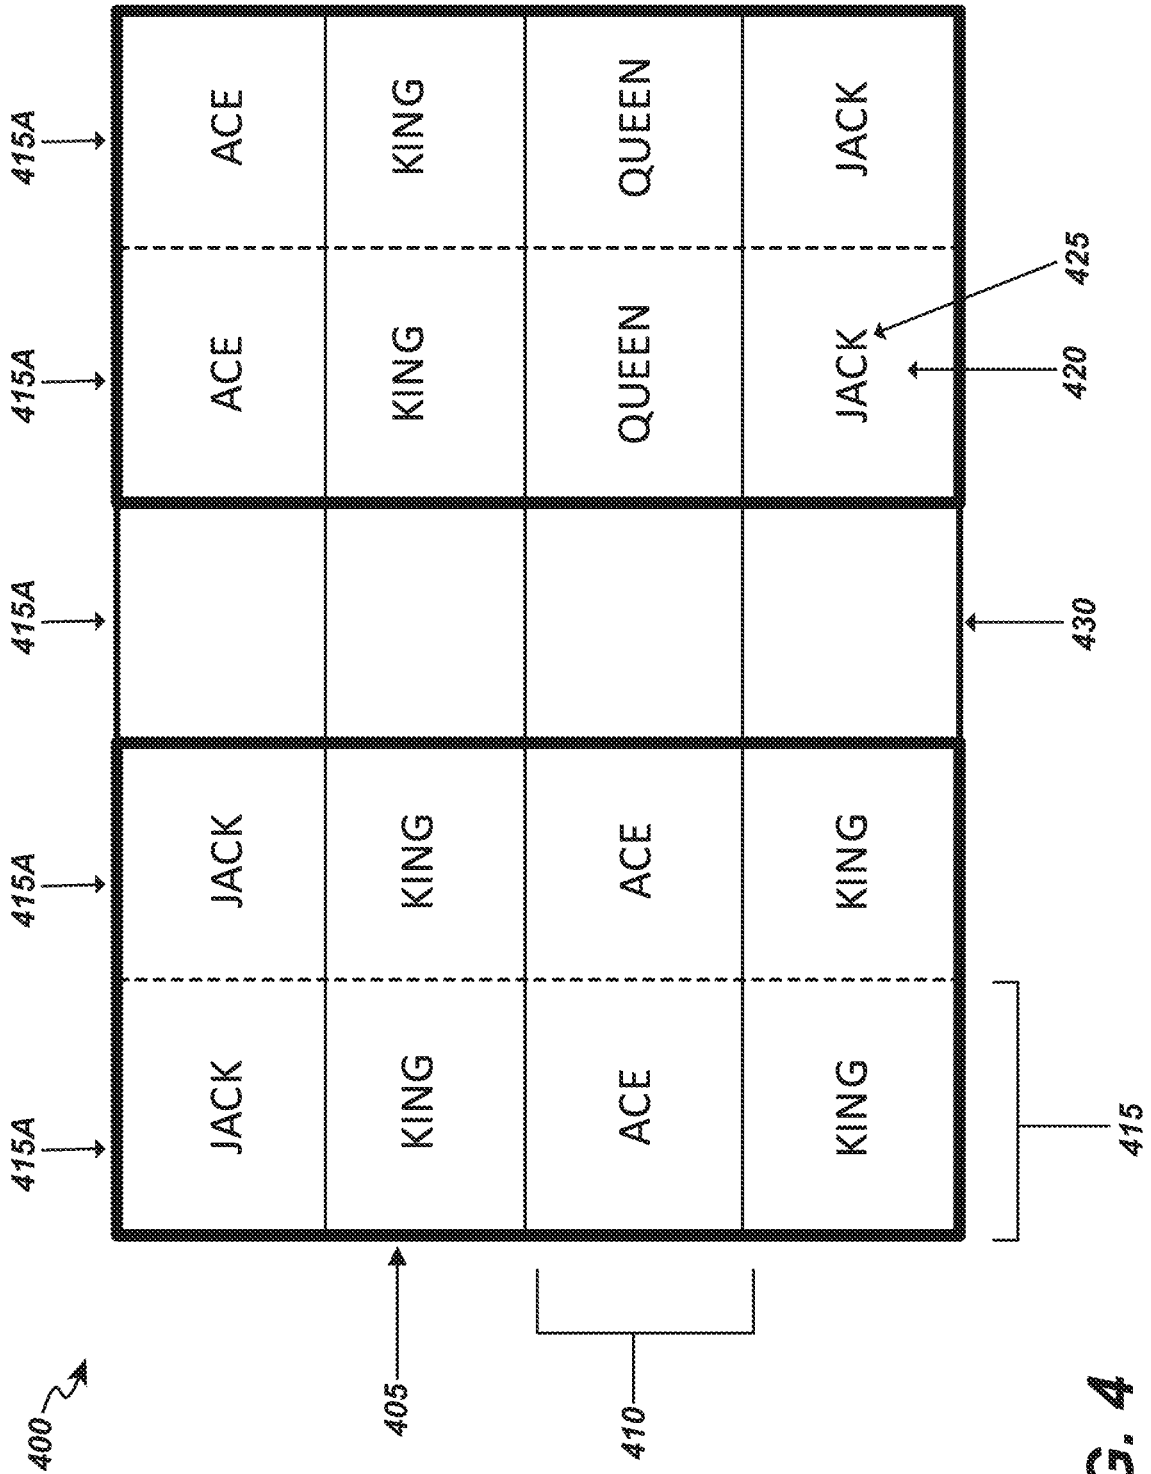 400 415A 415A 415A 415A 415A
JACK JACK ACE ACE
405 KING KING KING KING
410 ACE ACE QUEEN QUEEN
KING KING JACK JACK
430 420 425
415
G. 4